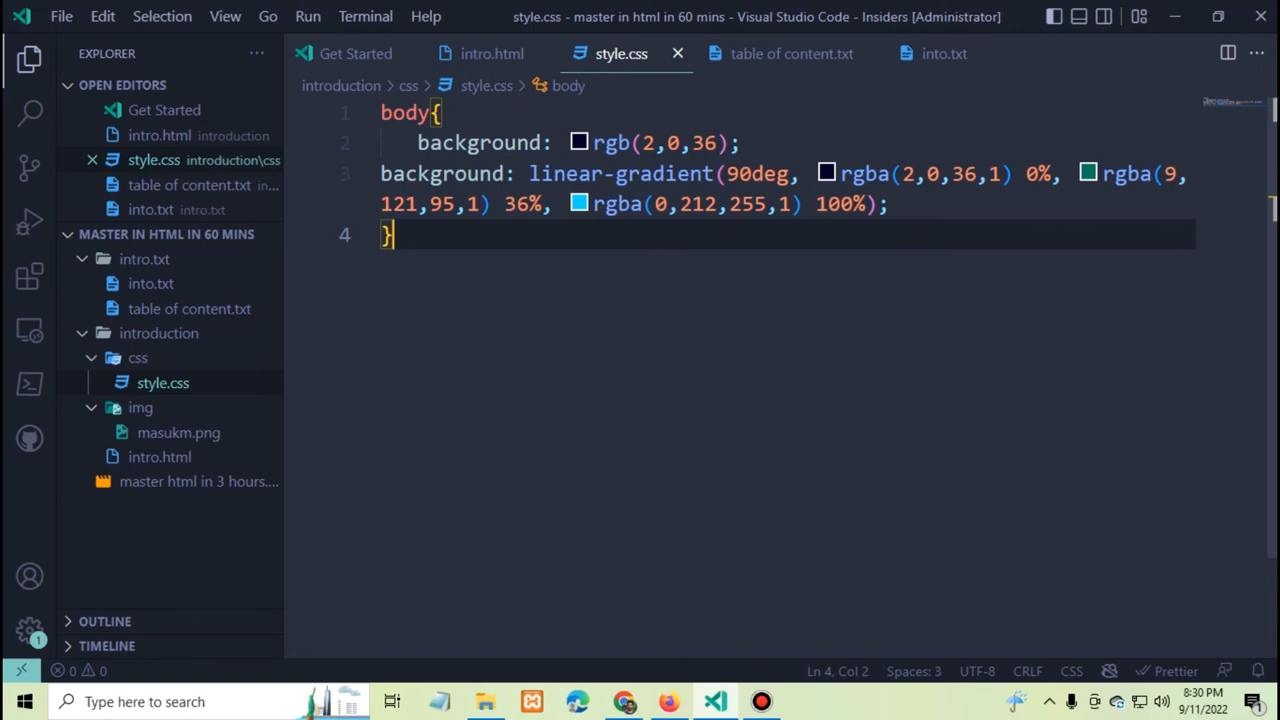 File Edit Selection View Go Run Terminal Help style.css - master in html in 60 mins - Visual Studio Code - Insiders [Administrator]
EXPLORER
Get Started intro.html style.css table of content.txt into.txt
OPEN EDITORS
introduction css style.css body
Get Started
intro.html introduction
style.css introduction\css
table of content.txt in...
into.txt intro.txt
MASTER IN HTML IN 60 MINS
intro.txt
into.txt
table of content.txt
introduction
css
style.css
img
masukm.png
intro.html
master html in 3 hours....
OUTLINE
TIMELINE
1
1 body{
2 background: rgb(2,0,36);
3 background: linear-gradient(90deg, rgba(2,0,36,1) 0%, rgba(9,
121,95,1) 36%, rgba(0,212,255,1) 100%);
4 }
0 0 Ln 4, Col 2 Spaces: 3 UTF-8 CRLF CSS Prettier
Type here to search
8:30 PM
9/11/2022
1